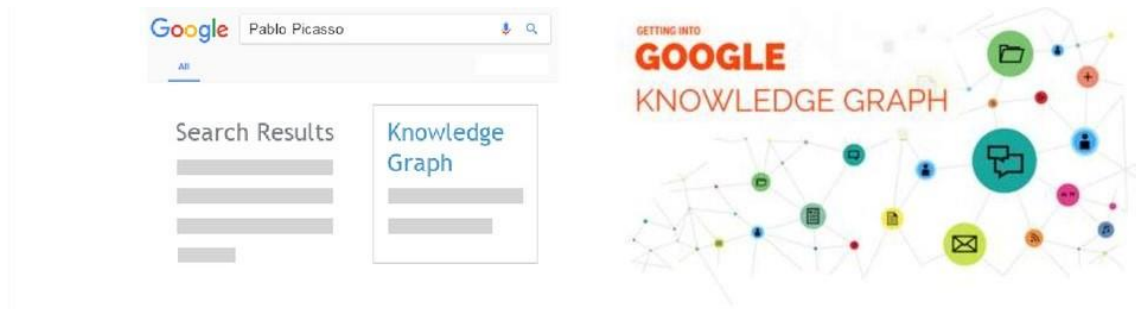 Google Pablo Picasso
All
Search Results
Knowledge
Graph
GETTING INTO
GOOGLE
KNOWLEDGE GRAPH